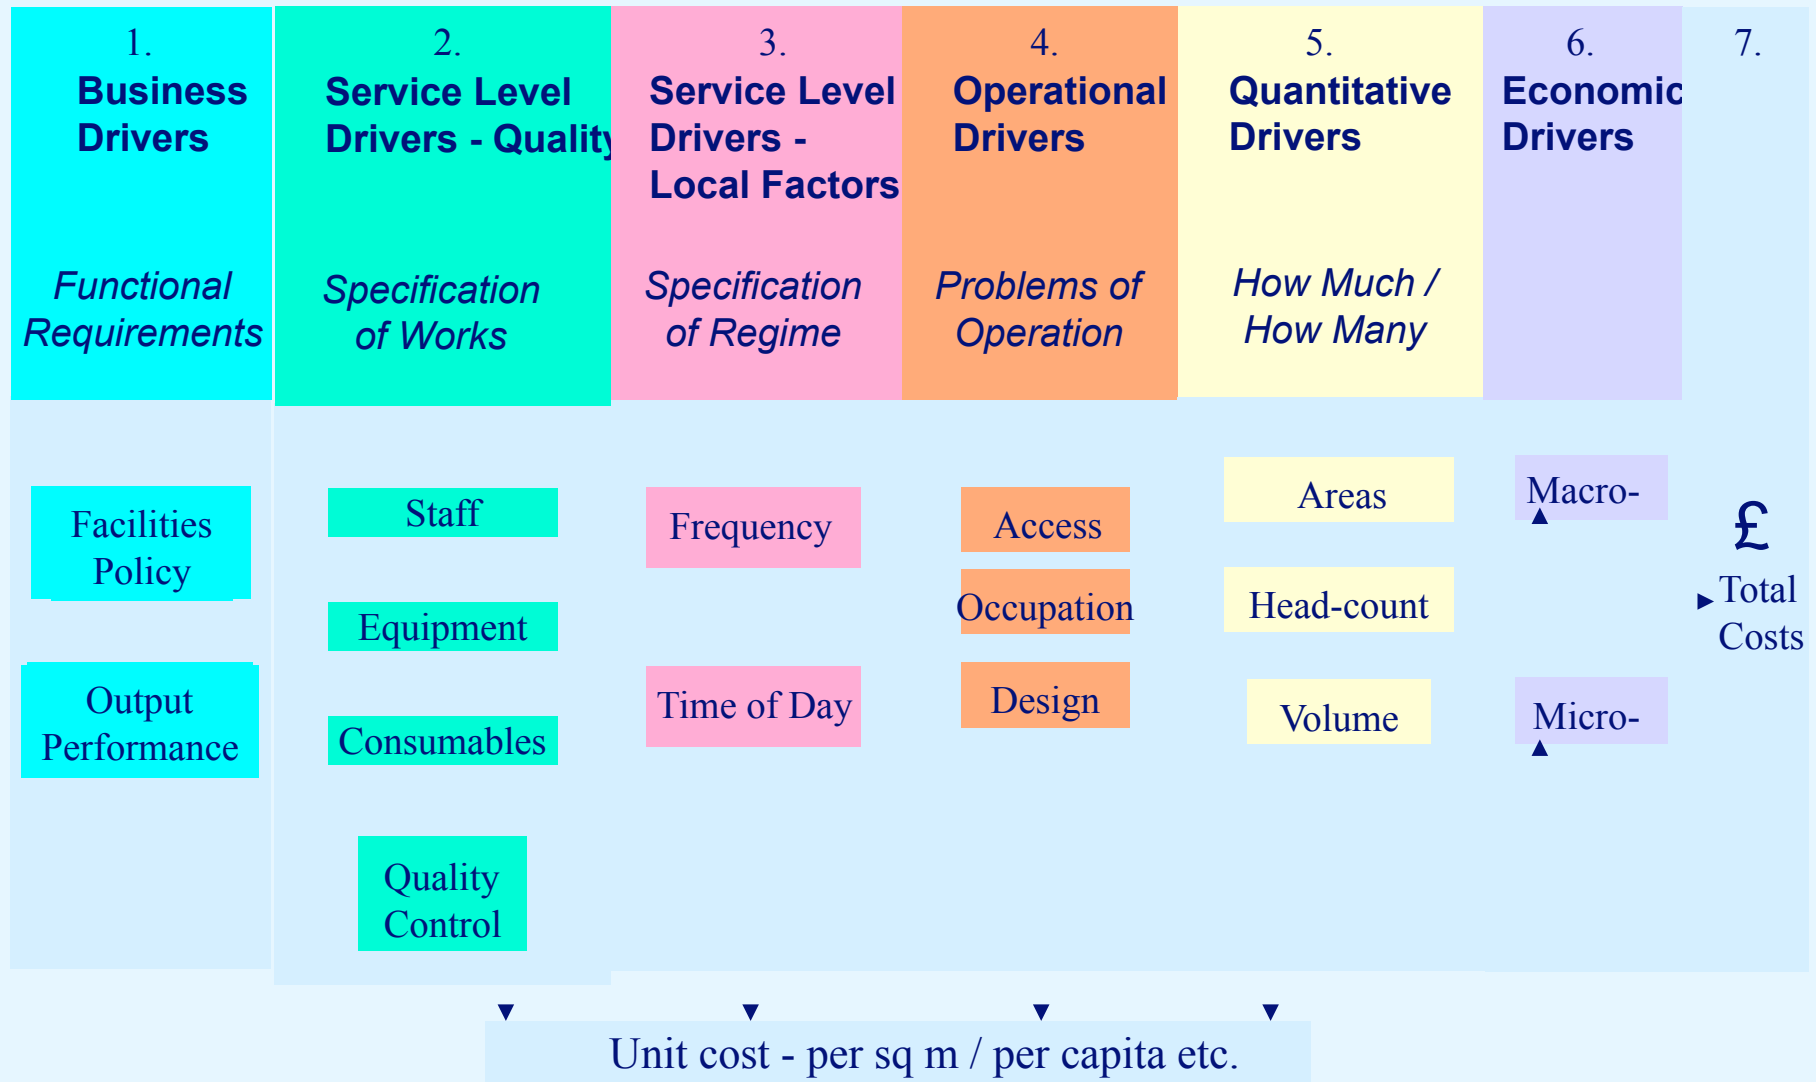 1.
Business
Drivers
Functional
Requirements
Facilities
Policy
Output
Performance
2.
Service Level
Drivers - Quality
Specification
of Works
Staff
Equipment
Consumables
Quality
Control
3.
Service Level
Drivers -
Local Factors
Specification
of Regime
Frequency
Time of Day
4.
Operational
Drivers
Problems of
Operation
Access
Occupation
Design
5.
Quantitative
Drivers
How Much /
How Many
Areas
Head-count
Volume
6.
Economic
Drivers
Macro-
Micro-
7.
£
Total
Costs
Unit cost - per sq m / per capita etc.